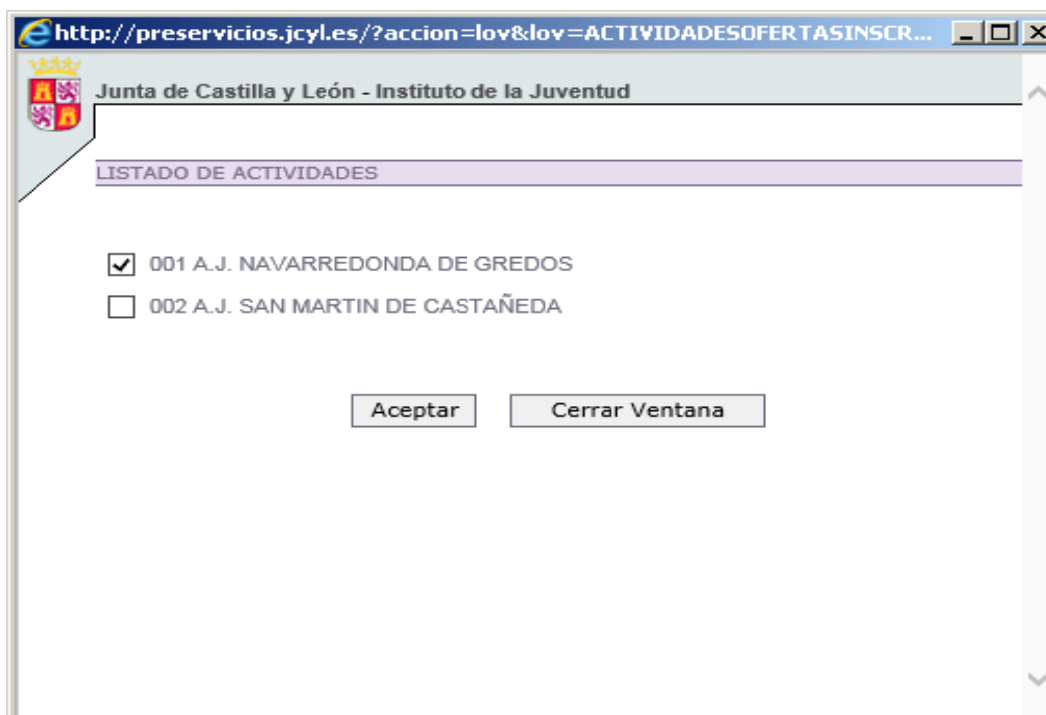 http://preservicios.jcyl.es/?accion=lov&lov=ACTIVIDADESOFERTASINSCR...
Junta de Castilla y León - Instituto de la Juventud
LISTADO DE ACTIVIDADES
001 A.J. NAVARREDONDA DE GREDOS
002 A.J. SAN MARTIN DE CASTAÑEDA
Aceptar Cerrar Ventana